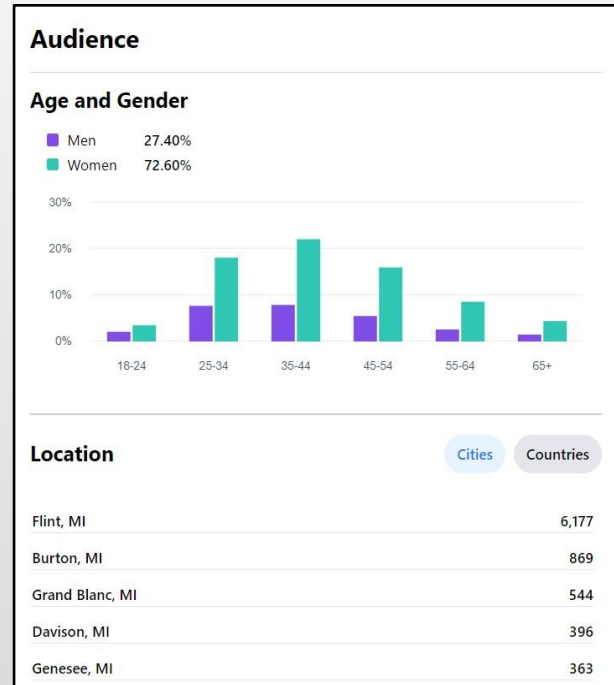 Audience
Age and Gender
Men 27.40%
Women 72.60%
30%
20%
10%
0%
18-24 25-34 35-44 45-54 55-64 65+
Location Cities Countries
Flint, MI 6,177
Burton, MI 869
Grand Blanc, MI 544
Davison, MI 396
Genesee, MI 363